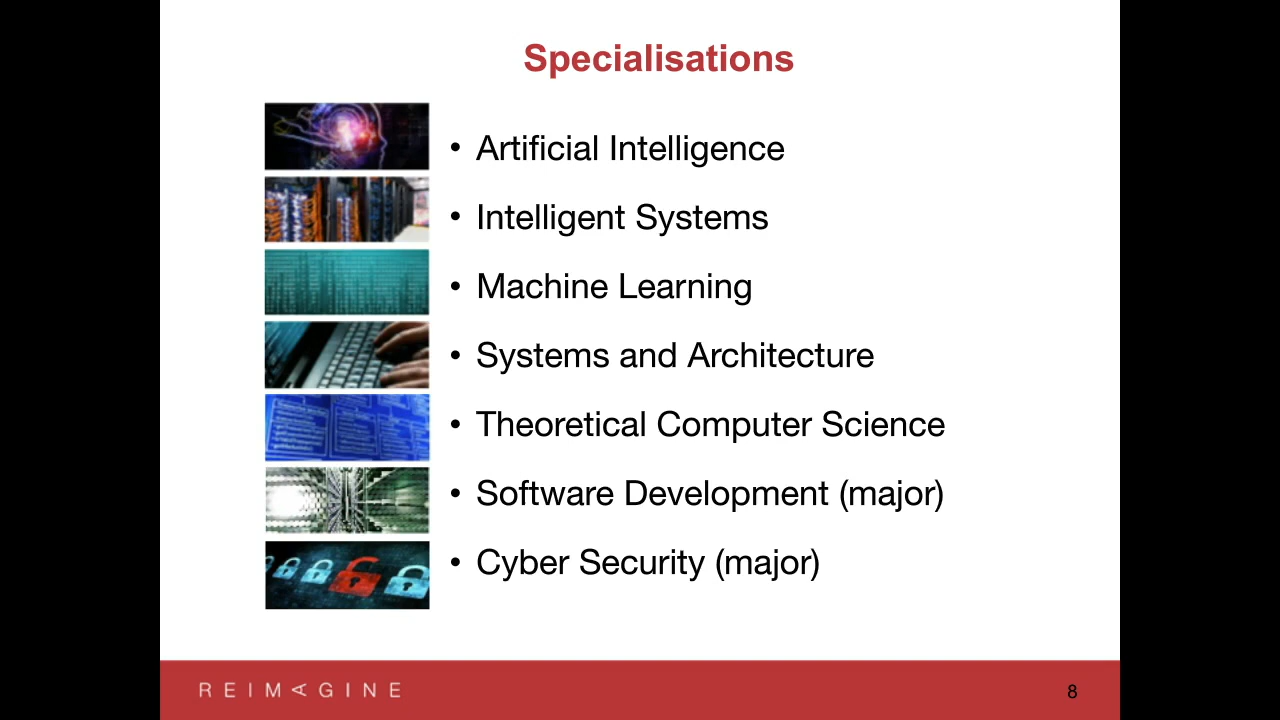 Specialisations
• Artificial Intelligence
• Intelligent Systems
• Machine Learning
• Systems and Architecture
• Theoretical Computer Science
• Software Development (major)
• Cyber Security (major)
REIMAGINE
8